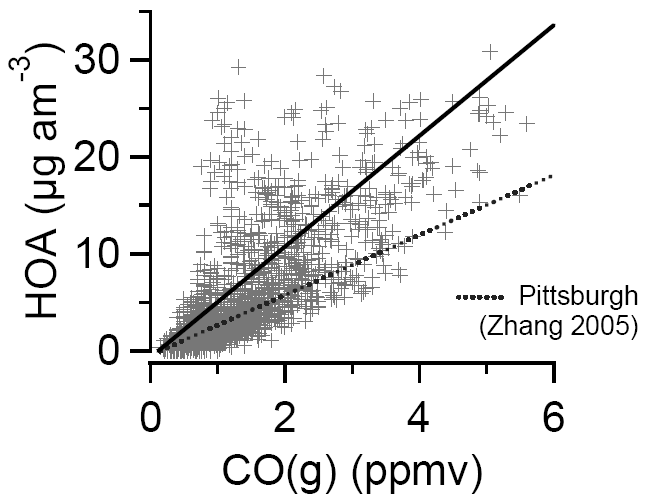 30
20
10
0
HOA (µg am⁻³)
Pittsburgh
(Zhang 2005)
0 2 4 6
CO(g) (ppmv)